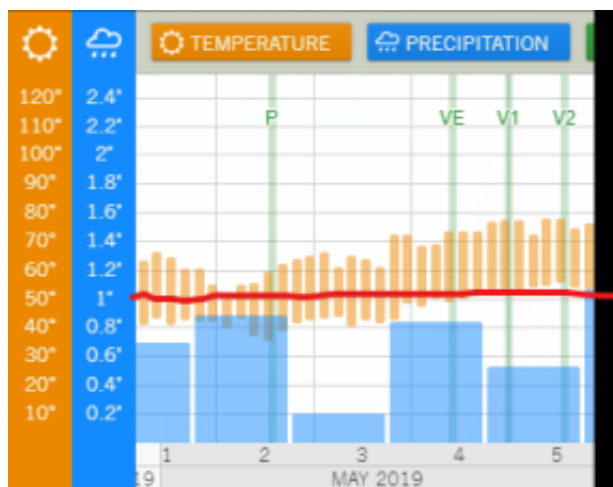 TEMPERATURE PRECIPITATION
120° 2.4"
110° 2.2" P VE V1 V2
100° 2"
90° 1.8"
80° 1.6"
70° 1.4"
60° 1.2"
50° 1"
40° 0.8"
30° 0.6"
20° 0.4"
10° 0.2"
1 2 3 4 5
19 MAY 2019